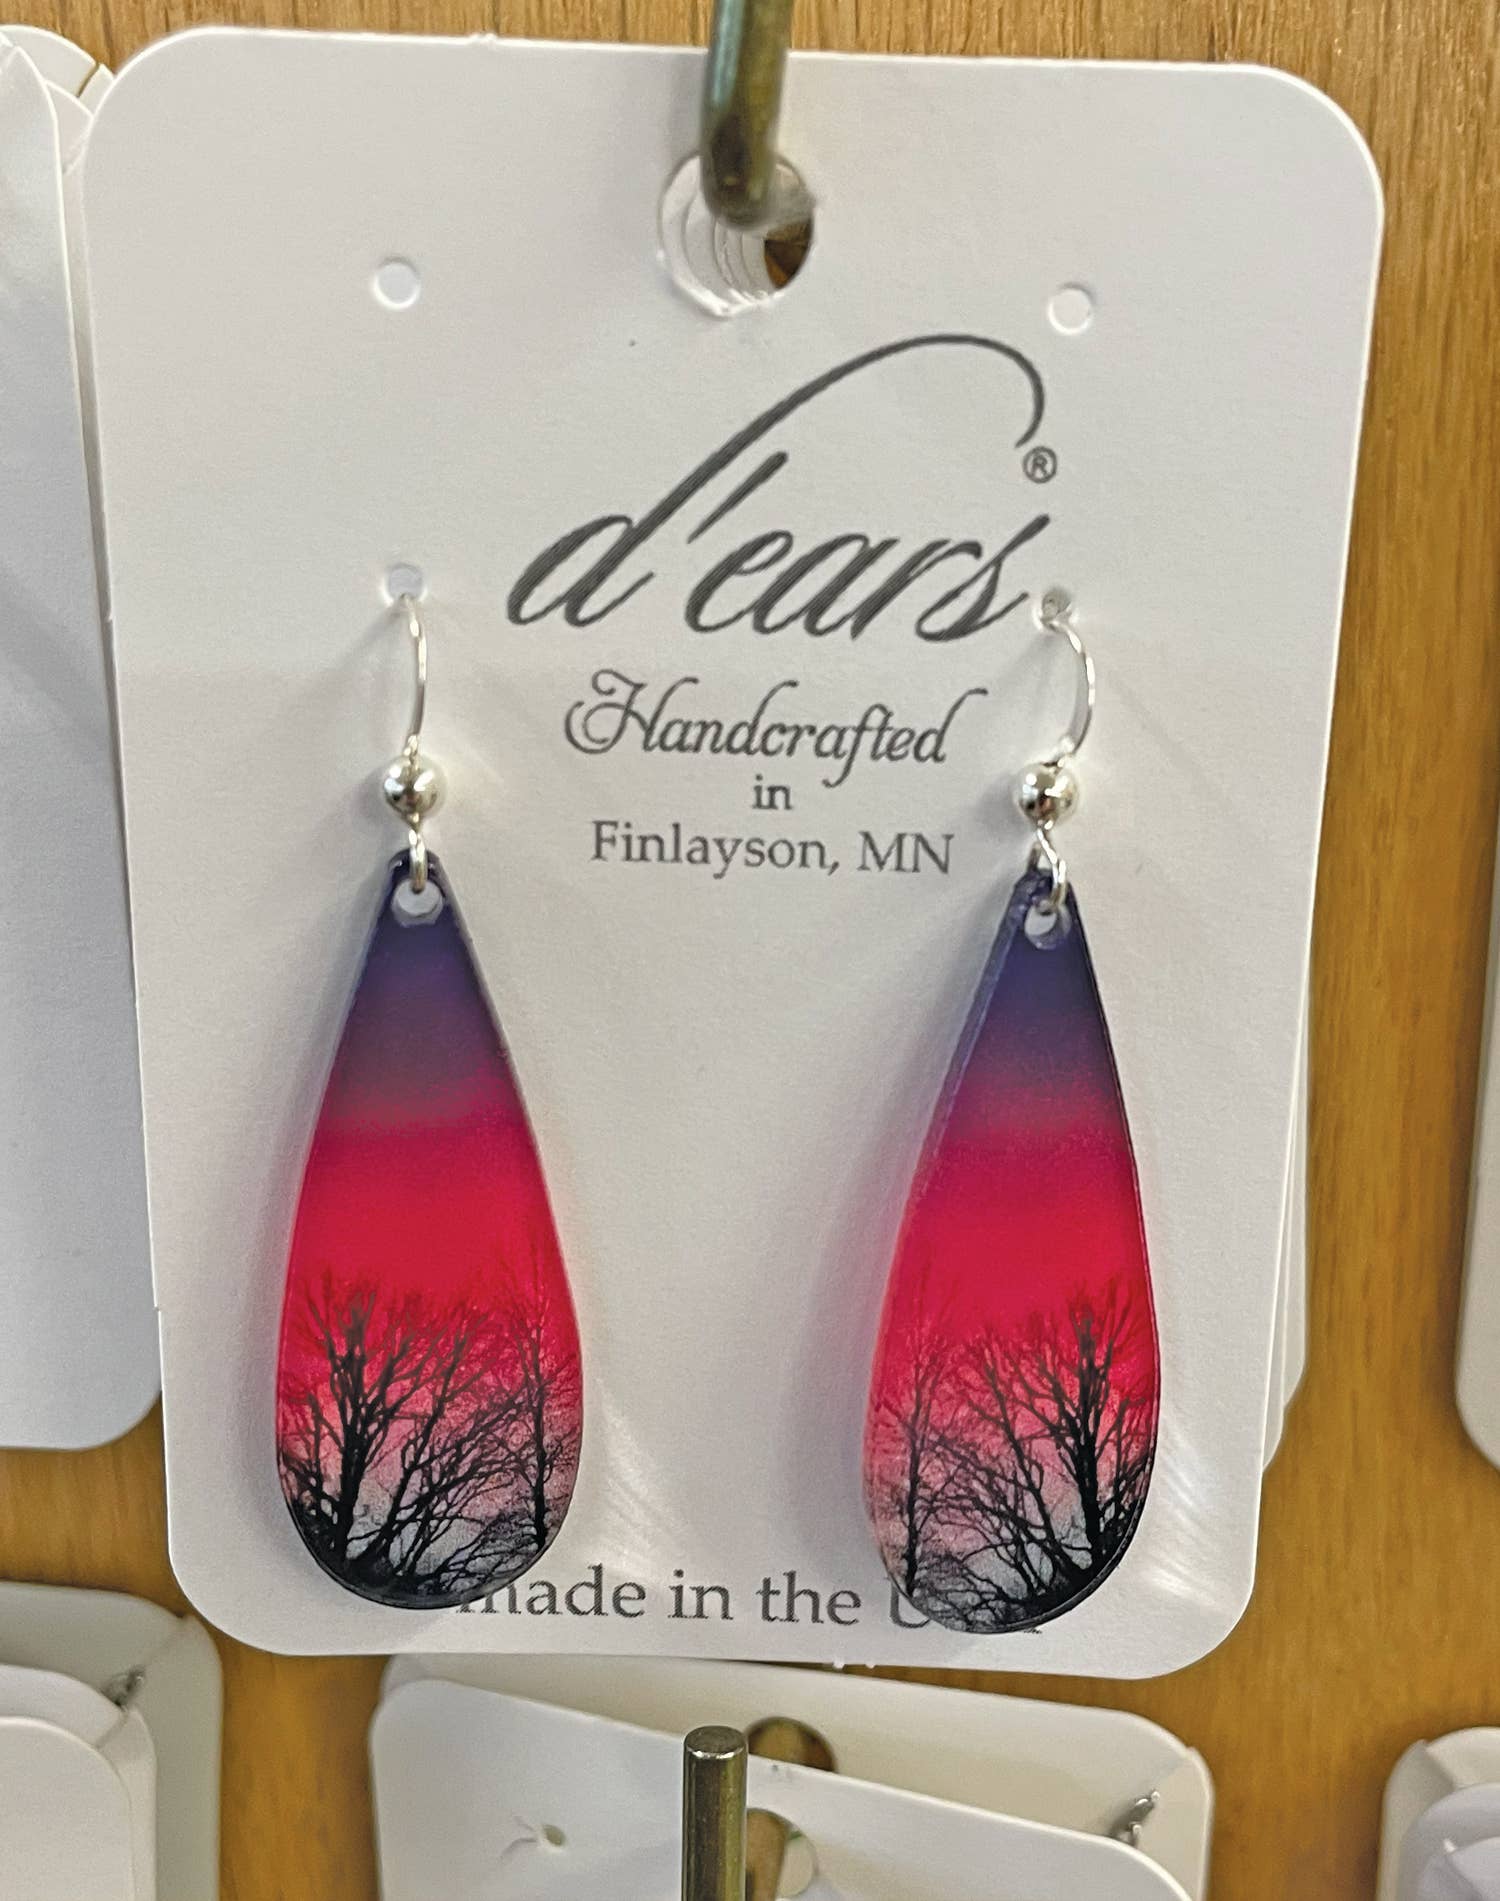 d'ears®
Handcrafted
in
Finlayson, MN
made in the